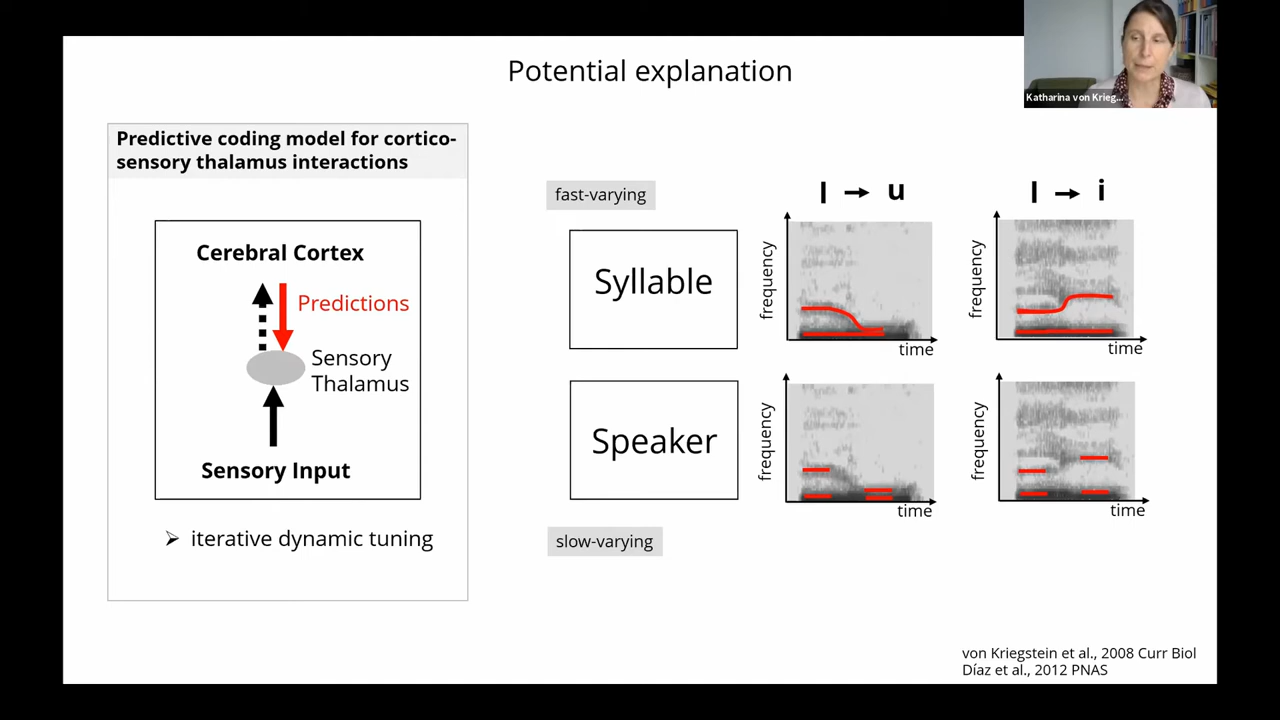 Potential explanation
Katharina von Krieg...
Predictive coding model for cortico-
sensory thalamus interactions
Cerebral Cortex
Predictions
Sensory
Thalamus
Sensory Input
➢ iterative dynamic tuning
fast-varying
l → u
l → i
Syllable
frequency
time
frequency
time
Speaker
frequency
time
frequency
time
slow-varying
von Kriegstein et al., 2008 Curr Biol
Díaz et al., 2012 PNAS